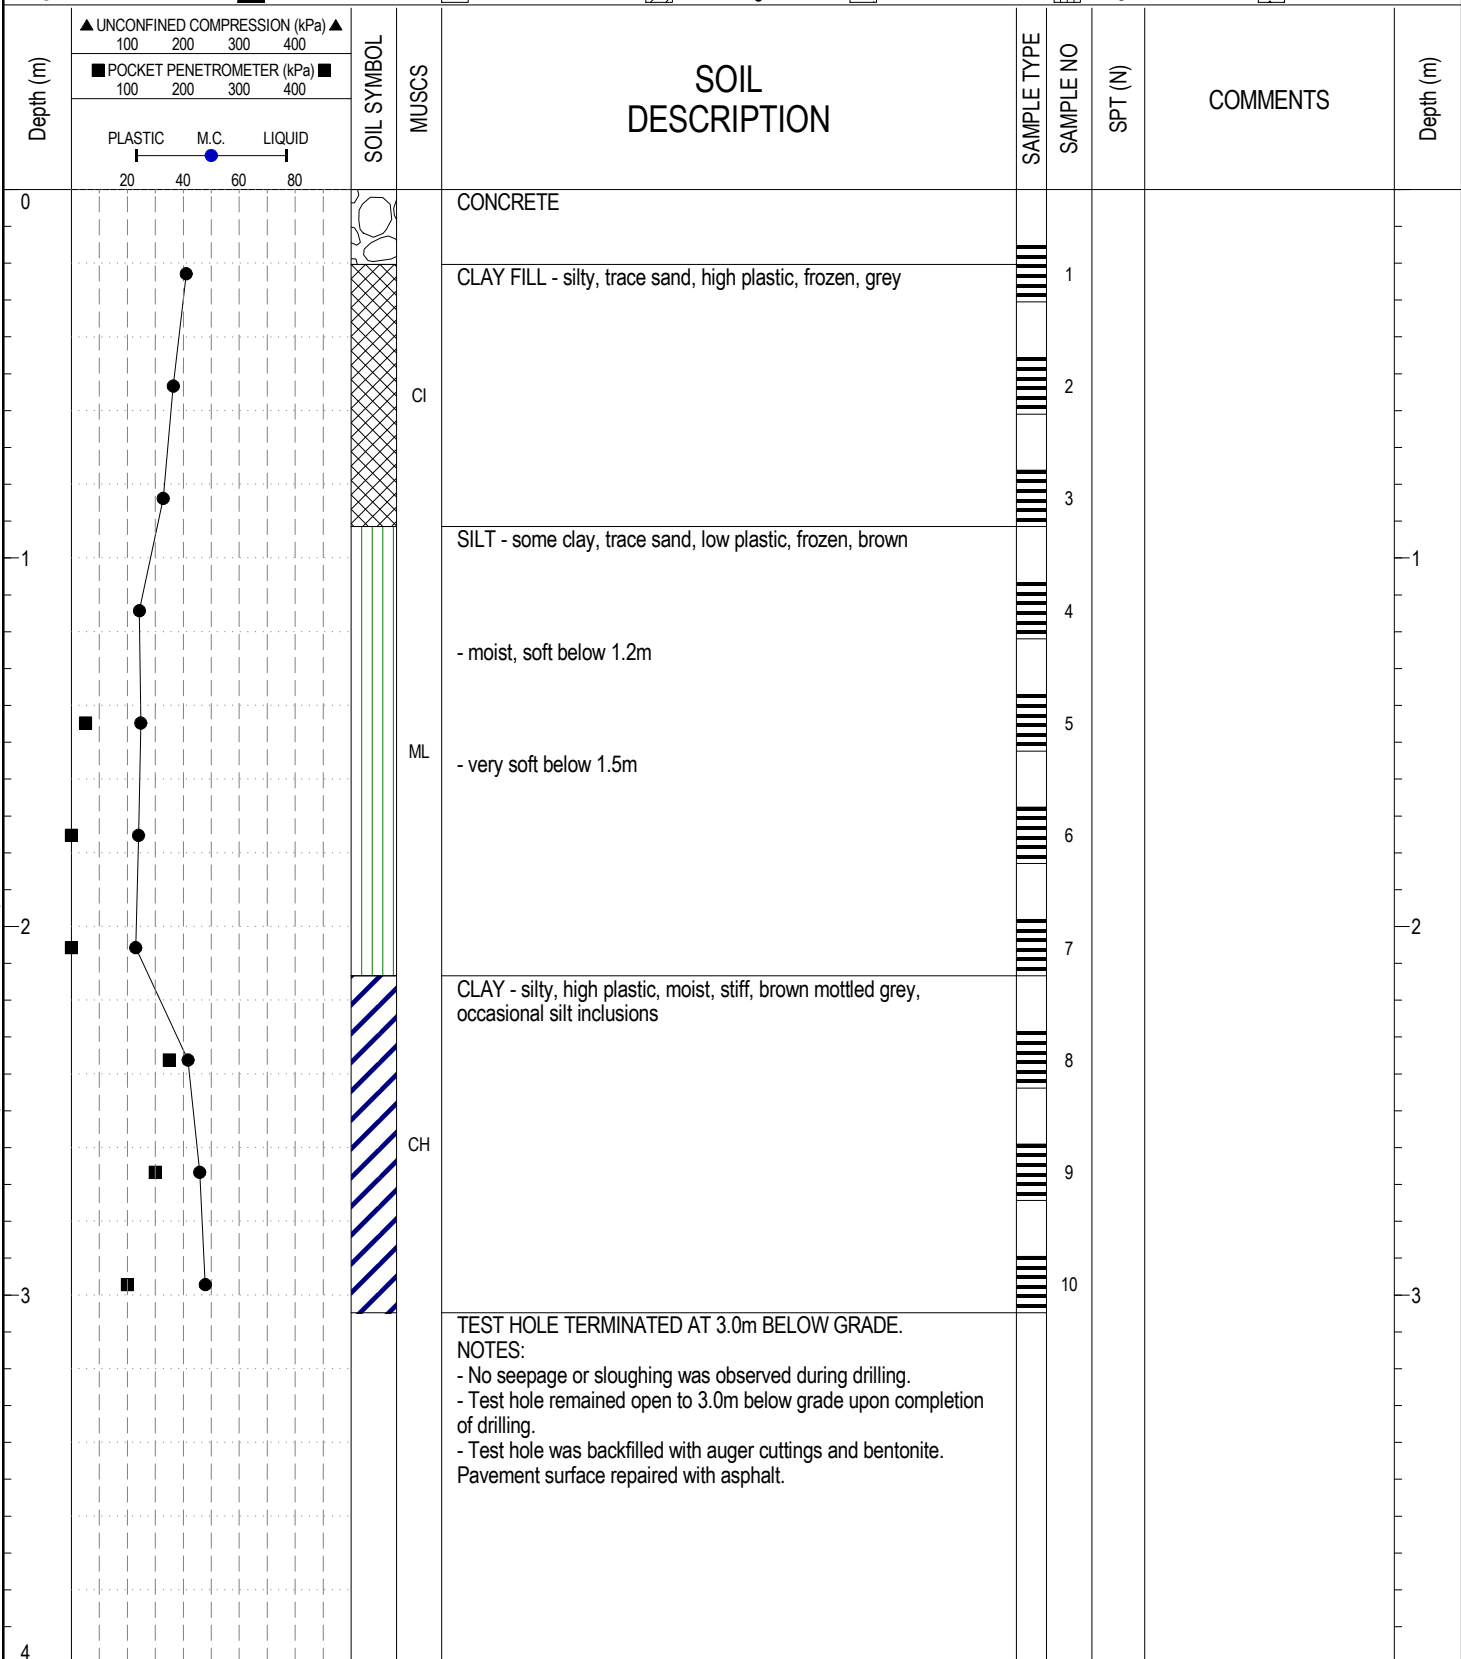 ▲ UNCONFINED COMPRESSION (kPa) ▲
100 200 300 400
■ POCKET PENETROMETER (kPa) ■
100 200 300 400
PLASTIC M.C. LIQUID
20 40 60 80
Depth (m)
SOIL SYMBOL
MUSCS
SOIL
DESCRIPTION
SAMPLE TYPE
SAMPLE NO
SPT (N)
COMMENTS
Depth (m)
0
CONCRETE
CLAY FILL - silty, trace sand, high plastic, frozen, grey
1
CI
2
3
SILT - some clay, trace sand, low plastic, frozen, brown
1
1
4
- moist, soft below 1.2m
5
ML
- very soft below 1.5m
6
2
7
2
CLAY - silty, high plastic, moist, stiff, brown mottled grey,
occasional silt inclusions
8
CH
9
10
3
3
TEST HOLE TERMINATED AT 3.0m BELOW GRADE.
NOTES:
- No seepage or sloughing was observed during drilling.
- Test hole remained open to 3.0m below grade upon completion
of drilling.
- Test hole was backfilled with auger cuttings and bentonite.
Pavement surface repaired with asphalt.
4